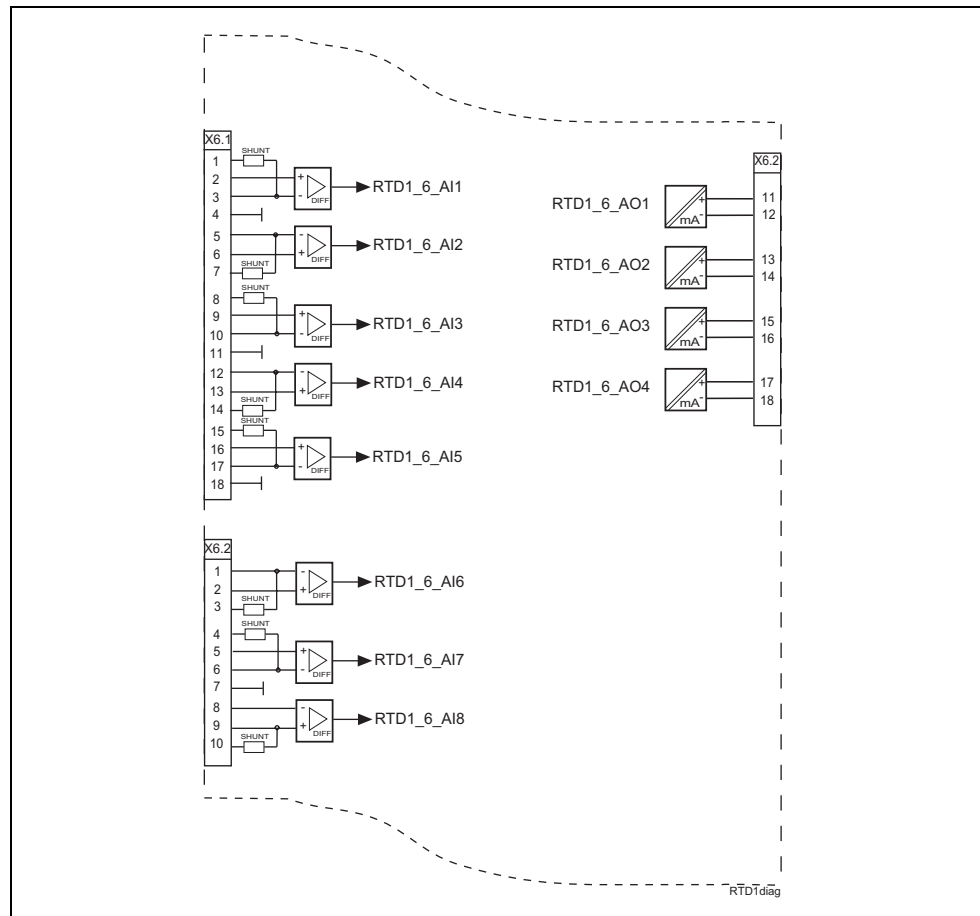 X6.1
SHUNT
1
2
+
3
-
DIFF
RTD1_6_AI1
4
5
-
6
+
DIFF
RTD1_6_AI2
SHUNT
7
SHUNT
8
9
+
10
-
DIFF
RTD1_6_AI3
11
12
-
13
+
DIFF
RTD1_6_AI4
SHUNT
14
SHUNT
15
16
+
17
-
DIFF
RTD1_6_AI5
18
X6.2
1
-
2
+
DIFF
RTD1_6_AI6
SHUNT
3
SHUNT
4
5
+
6
-
DIFF
RTD1_6_AI7
7
8
-
9
+
DIFF
RTD1_6_AI8
SHUNT
10
X6.2
RTD1_6_AO1
+
mA
-
11
12
RTD1_6_AO2
+
mA
-
13
14
RTD1_6_AO3
+
mA
-
15
16
RTD1_6_AO4
+
mA
-
17
18
RTD1diag